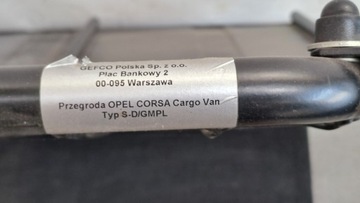 GEFCO Polska Sp. z o.o.
Plac Bankowy 2
00-095 Warszawa
Przegroda OPEL CORSA Cargo Van
Typ S-D/GMPL